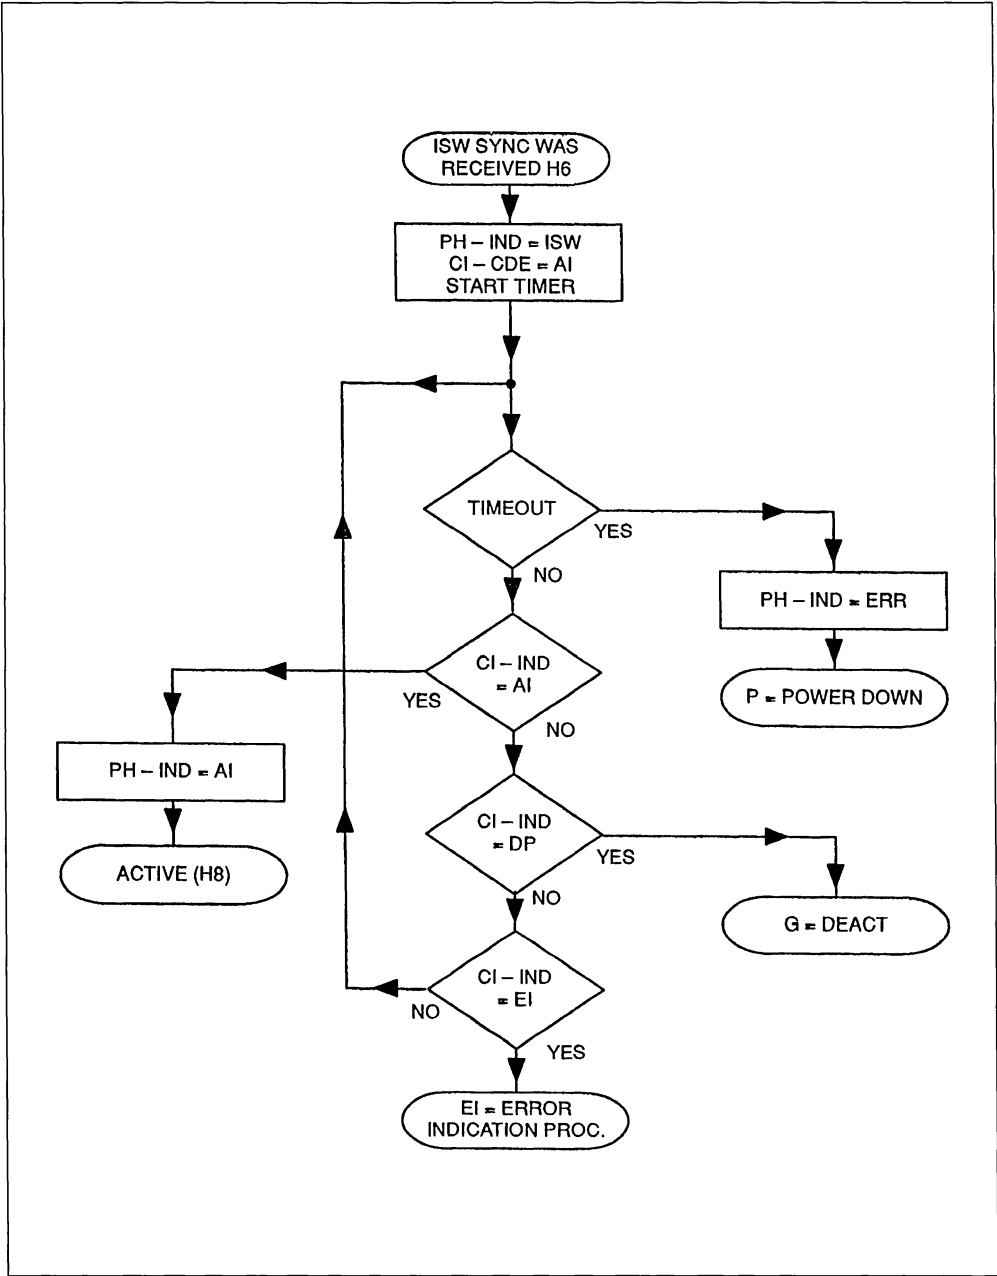 ISW SYNC WAS
RECEIVED H6
PH – IND = ISW
CI – CDE = AI
START TIMER
TIMEOUT
YES
NO
PH – IND = ERR
P = POWER DOWN
CI – IND
= AI
YES
NO
PH – IND = AI
ACTIVE (H8)
CI – IND
= DP
YES
NO
G = DEACT
CI – IND
= EI
NO
YES
EI = ERROR
INDICATION PROC.